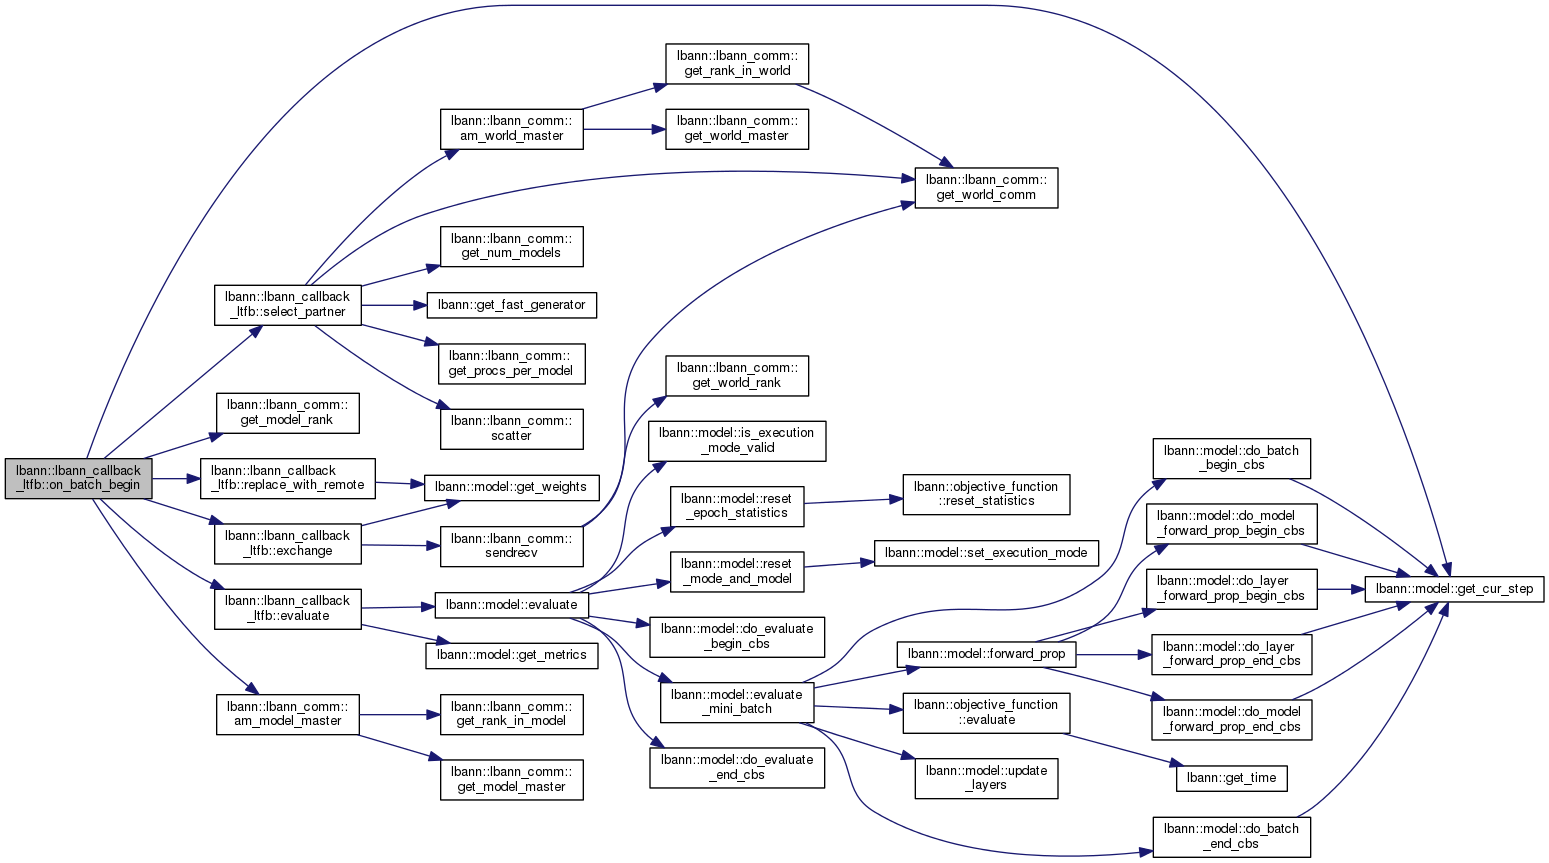 lbann::lbann_callback
_ltfb::on_batch_begin
lbann::lbann_callback
_ltfb::select_partner
lbann::lbann_comm::
get_model_rank
lbann::lbann_callback
_ltfb::replace_with_remote
lbann::lbann_callback
_ltfb::exchange
lbann::lbann_callback
_ltfb::evaluate
lbann::lbann_comm::
am_model_master
lbann::lbann_comm::
am_world_master
lbann::lbann_comm::
get_num_models
lbann::get_fast_generator
lbann::lbann_comm::
get_procs_per_model
lbann::lbann_comm::
scatter
lbann::model::get_weights
lbann::lbann_comm::
sendrecv
lbann::model::evaluate
lbann::model::get_metrics
lbann::lbann_comm::
get_rank_in_model
lbann::lbann_comm::
get_model_master
lbann::lbann_comm::
get_rank_in_world
lbann::lbann_comm::
get_world_master
lbann::lbann_comm::
get_world_rank
lbann::model::is_execution
_mode_valid
lbann::model::reset
_epoch_statistics
lbann::model::reset
_mode_and_model
lbann::model::do_evaluate
_begin_cbs
lbann::model::evaluate
_mini_batch
lbann::model::do_evaluate
_end_cbs
lbann::lbann_comm::
get_world_comm
lbann::objective_function
::reset_statistics
lbann::model::set_execution_mode
lbann::model::forward_prop
lbann::objective_function
::evaluate
lbann::model::update
_layers
lbann::model::do_batch
_begin_cbs
lbann::model::do_model
_forward_prop_begin_cbs
lbann::model::do_layer
_forward_prop_begin_cbs
lbann::model::do_layer
_forward_prop_end_cbs
lbann::model::do_model
_forward_prop_end_cbs
lbann::get_time
lbann::model::do_batch
_end_cbs
lbann::model::get_cur_step